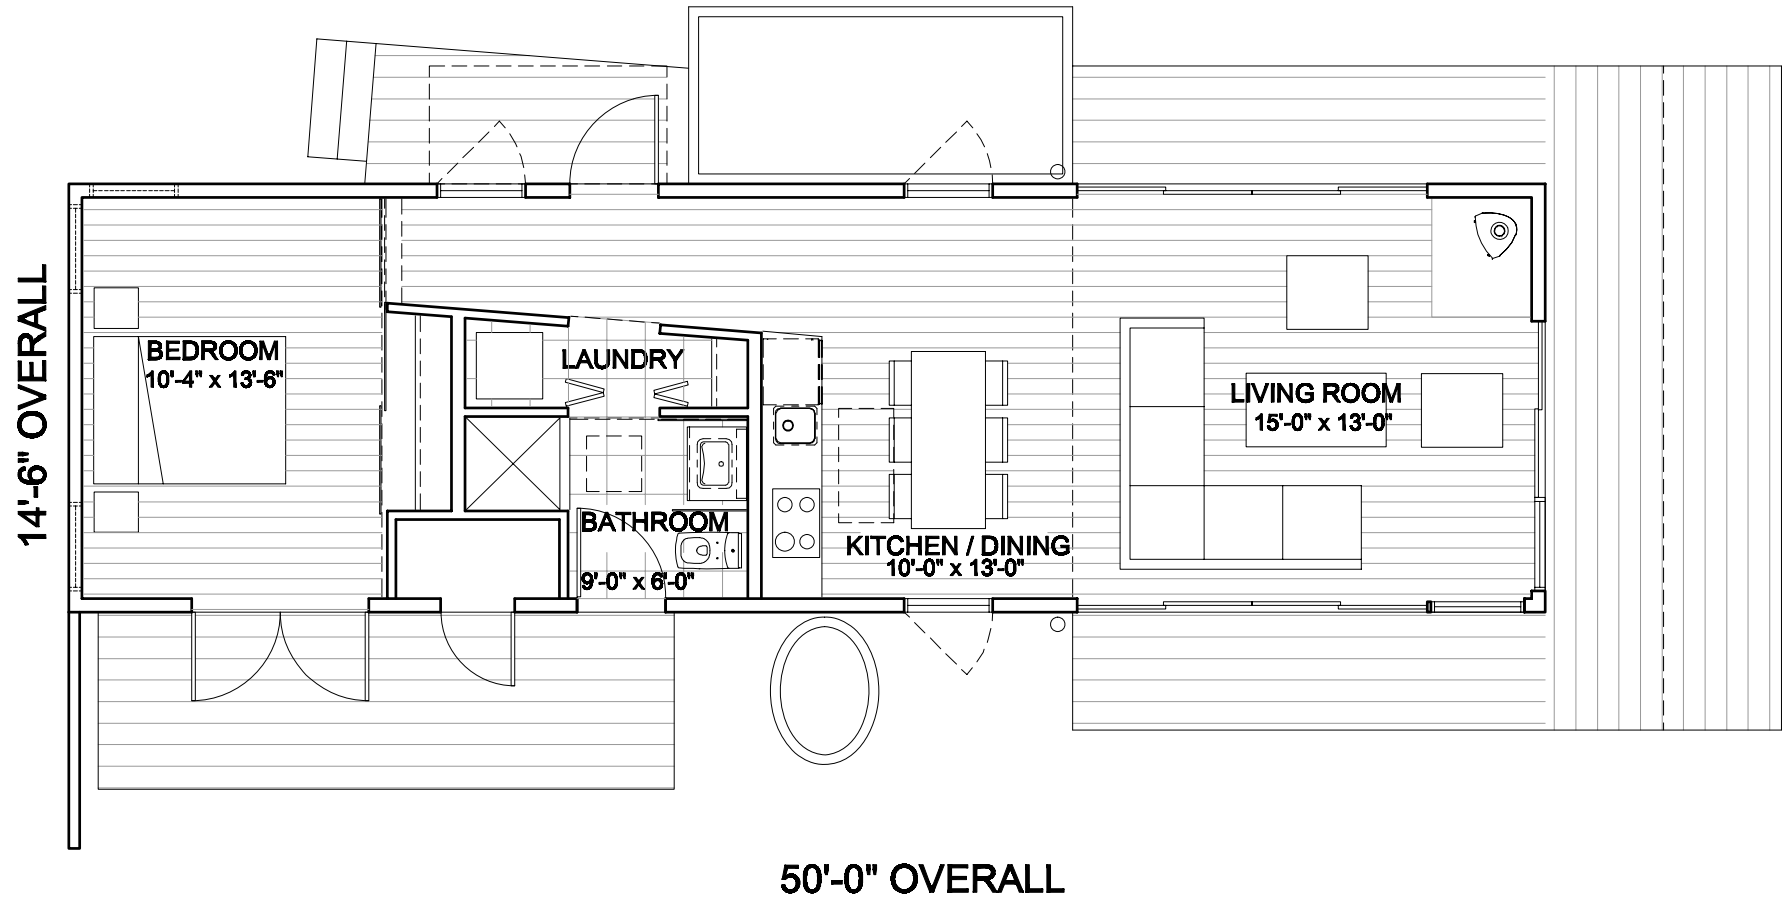 14'-6" OVERALL
BEDROOM
10'-4" x 13'-6"
LAUNDRY
BATHROOM
9'-0" x 6'-0"
KITCHEN / DINING
10'-0" x 13'-0"
LIVING ROOM
15'-0" x 13'-0"
50'-0" OVERALL